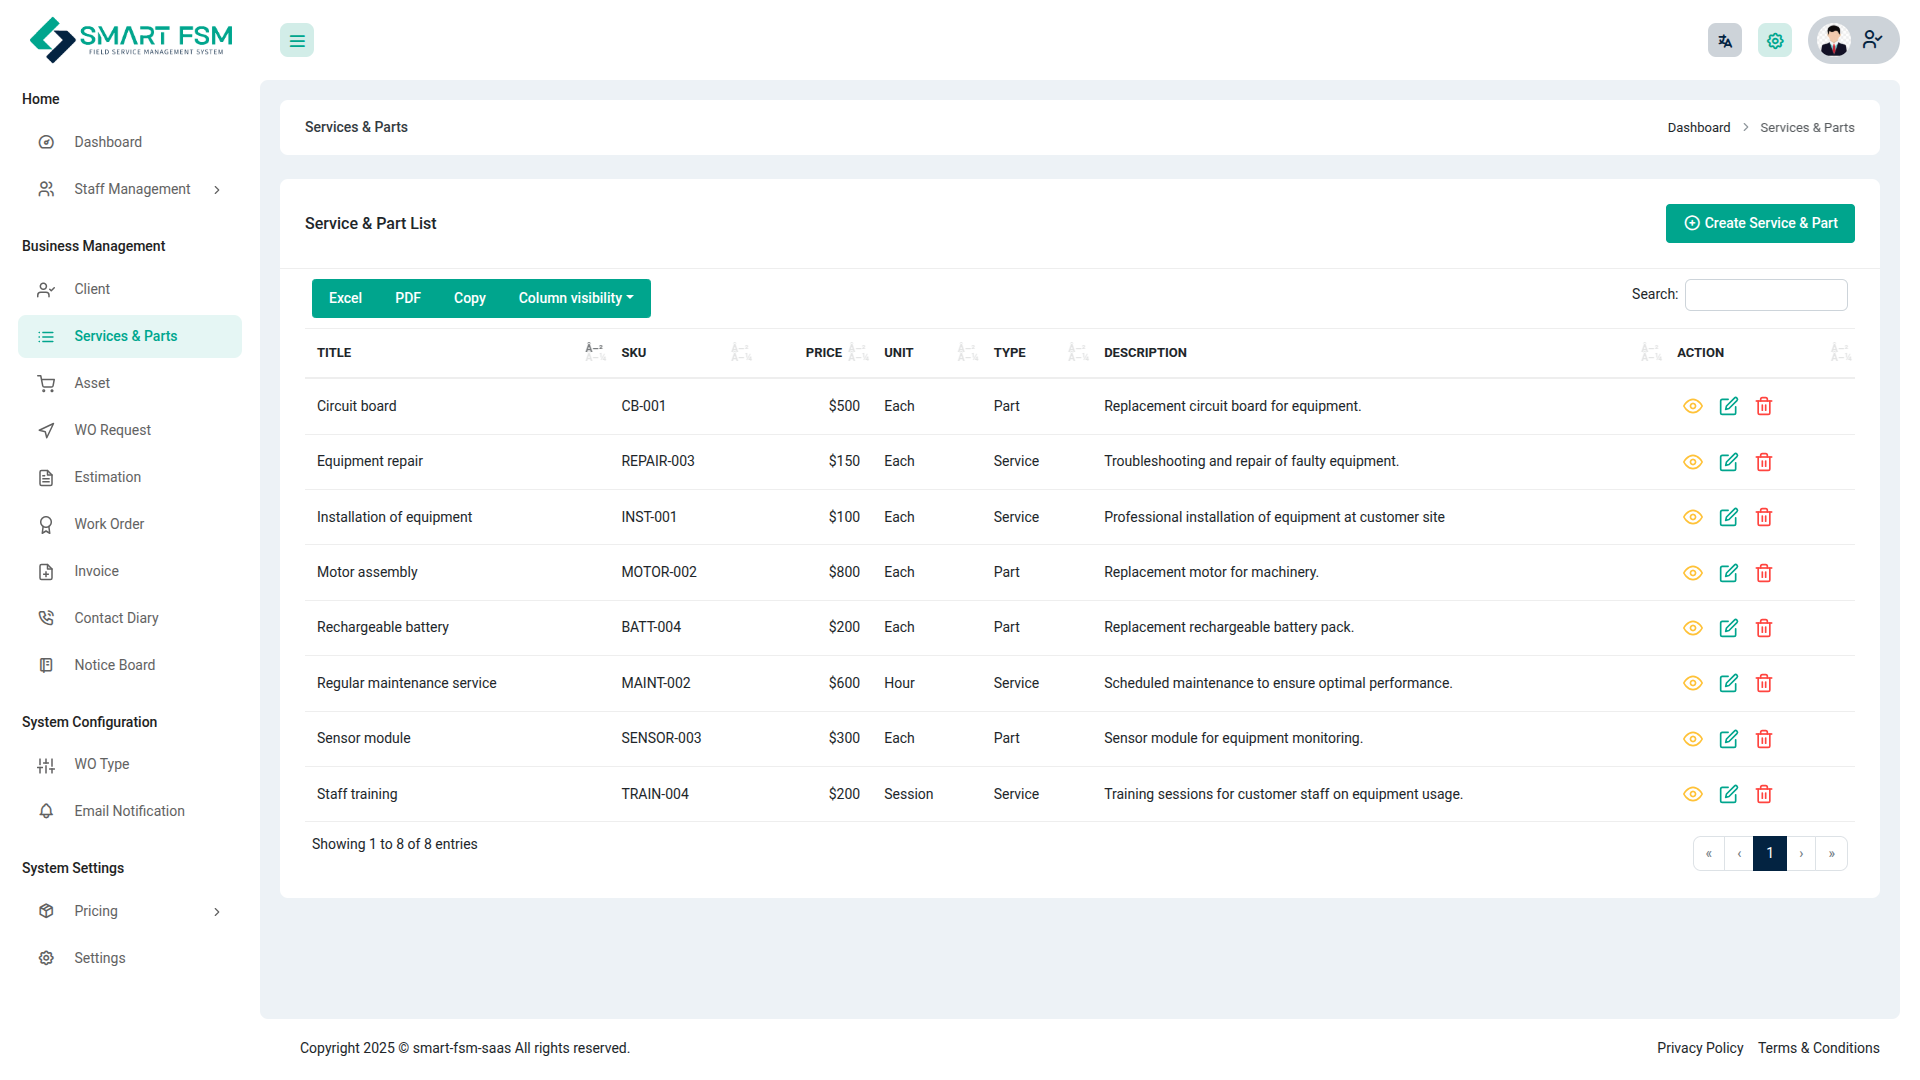 SMART FSM
FIELD SERVICE MANAGEMENT SYSTEM
Home
Dashboard
Staff Management
Business Management
Client
Services & Parts
Asset
WO Request
Estimation
Work Order
Invoice
Contact Diary
Notice Board
System Configuration
WO Type
Email Notification
System Settings
Pricing
Settings
Services & Parts
Dashboard > Services & Parts
Service & Part List
Create Service & Part
Excel PDF Copy Column visibility
Search:
TITLE SKU PRICE UNIT TYPE DESCRIPTION ACTION
Circuit board CB-001 $500 Each Part Replacement circuit board for equipment.
Equipment repair REPAIR-003 $150 Each Service Troubleshooting and repair of faulty equipment.
Installation of equipment INST-001 $100 Each Service Professional installation of equipment at customer site
Motor assembly MOTOR-002 $800 Each Part Replacement motor for machinery.
Rechargeable battery BATT-004 $200 Each Part Replacement rechargeable battery pack.
Regular maintenance service MAINT-002 $600 Hour Service Scheduled maintenance to ensure optimal performance.
Sensor module SENSOR-003 $300 Each Part Sensor module for equipment monitoring.
Staff training TRAIN-004 $200 Session Service Training sessions for customer staff on equipment usage.
Showing 1 to 8 of 8 entries
« ‹ 1 › »
Copyright 2025 © smart-fsm-saas All rights reserved.
Privacy Policy Terms & Conditions